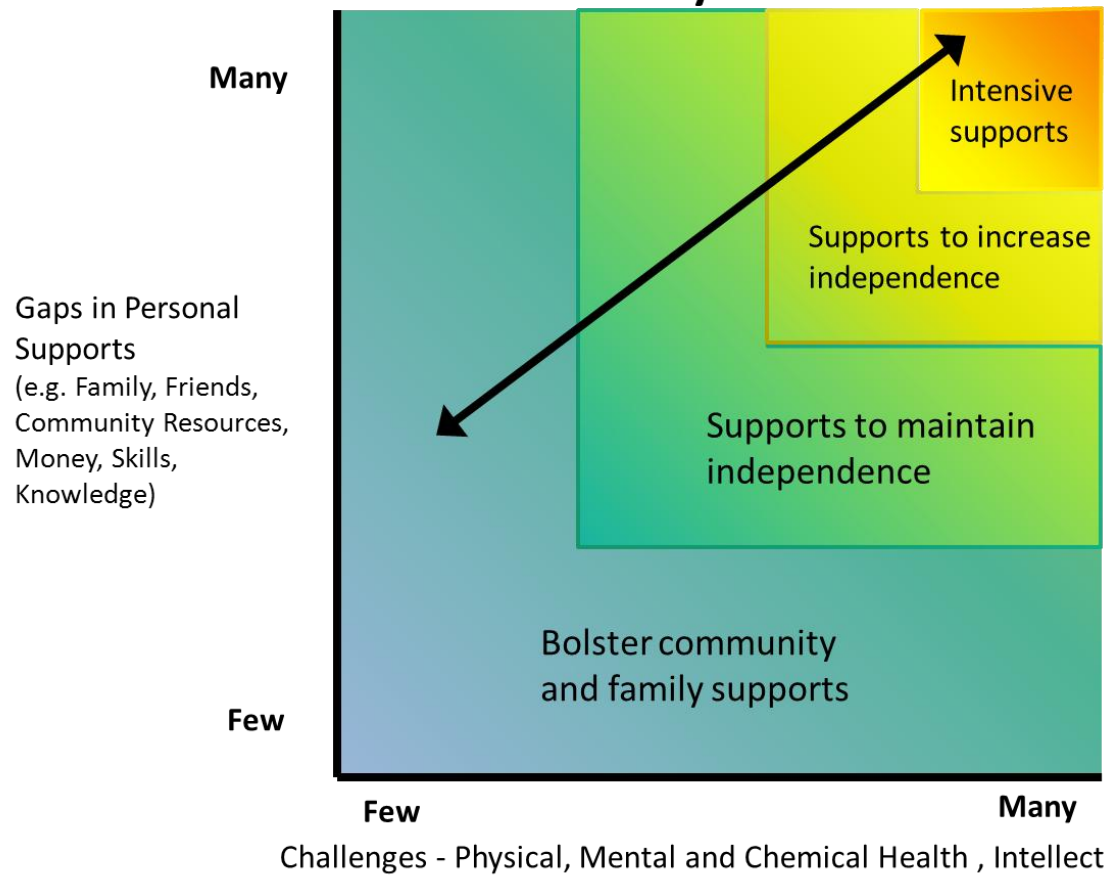 Many
Intensive
supports
Supports to increase
independence
Gaps in Personal
Supports
(e.g. Family, Friends,
Community Resources,
Money, Skills,
Knowledge)
Supports to maintain
independence
Bolster community
and family supports
Few
Few
Many
Challenges - Physical, Mental and Chemical Health , Intellect